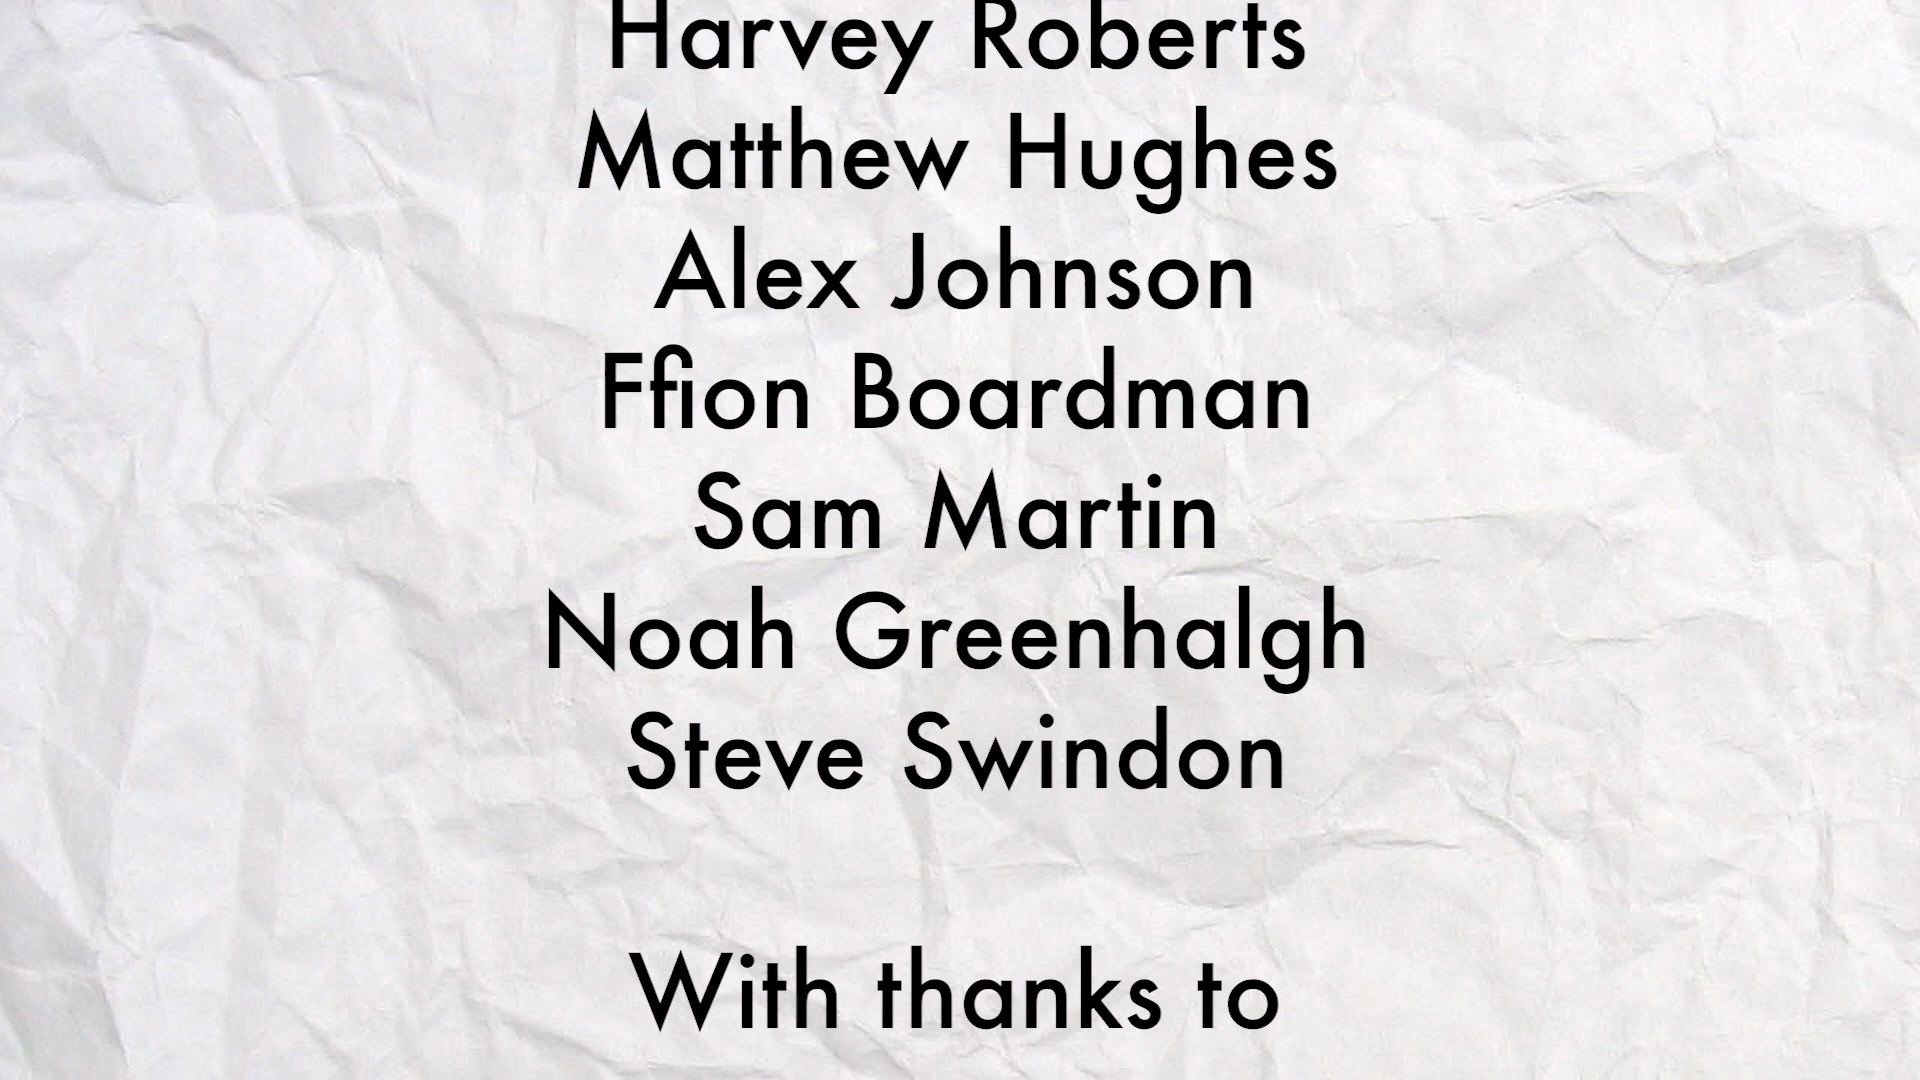 Harvey Roberts
Matthew Hughes
Alex Johnson
Ffion Boardman
Sam Martin
Noah Greenhalgh
Steve Swindon
With thanks to